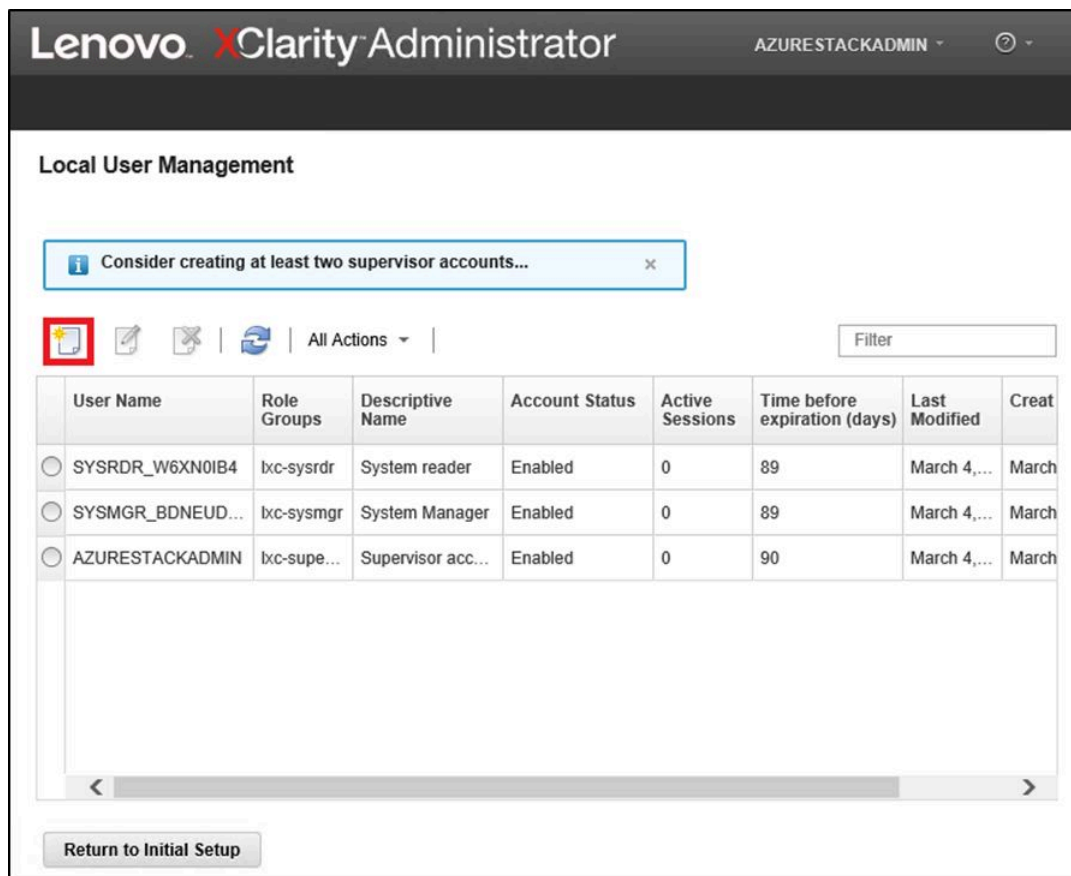 Lenovo. XClarity Administrator AZURESTACKADMIN
Local User Management
Consider creating at least two supervisor accounts...
All Actions Filter
User Name Role Groups Descriptive Name Account Status Active Sessions Time before expiration (days) Last Modified Creat
SYSRDR_W6XN0IB4 lxc-sysrdr System reader Enabled 0 89 March 4,... March
SYSMGR_BDNEUD... lxc-sysmgr System Manager Enabled 0 89 March 4,... March
AZURESTACKADMIN lxc-supe... Supervisor acc... Enabled 0 90 March 4,... March
Return to Initial Setup